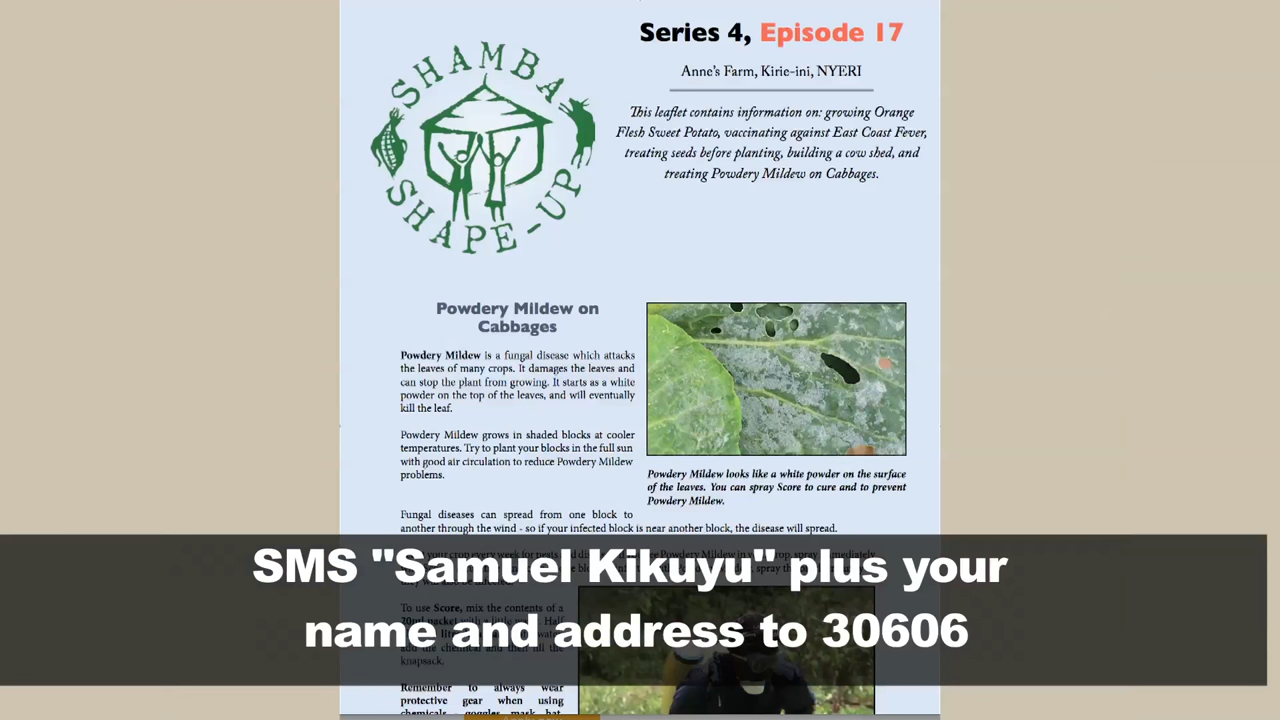 SHAMBA
SHAPE-UP
Series 4, Episode 17
Anne's Farm, Kirie-ini, NYERI
This leaflet contains information on: growing Orange
Flesh Sweet Potato, vaccinating against East Coast Fever,
treating seeds before planting, building a cow shed, and
treating Powdery Mildew on Cabbages.
Powdery Mildew on
Cabbages
Powdery Mildew is a fungal disease which attacks
the leaves of many crops. It damages the leaves and
can stop the plant from growing. It starts as a white
powder on the top of the leaves, and will eventually
kill the leaf.
Powdery Mildew grows in shaded blocks at cooler
temperatures. Try to plant your blocks in the full sun
with good air circulation to reduce Powdery Mildew
problems.
Powdery Mildew looks like a white powder on the surface
of the leaves. You can spray Score to cure and to prevent
Powdery Mildew.
Fungal diseases can spread from one block to
another through the wind - so if your infected block is near another block, the disease will spread.
SMS "Samuel Kikuyu" plus your
name and address to 30606
To use Score, mix the contents of a
knapsack.
Remember to always wear
protective gear when using
chemicals - goggles, mask, hat,